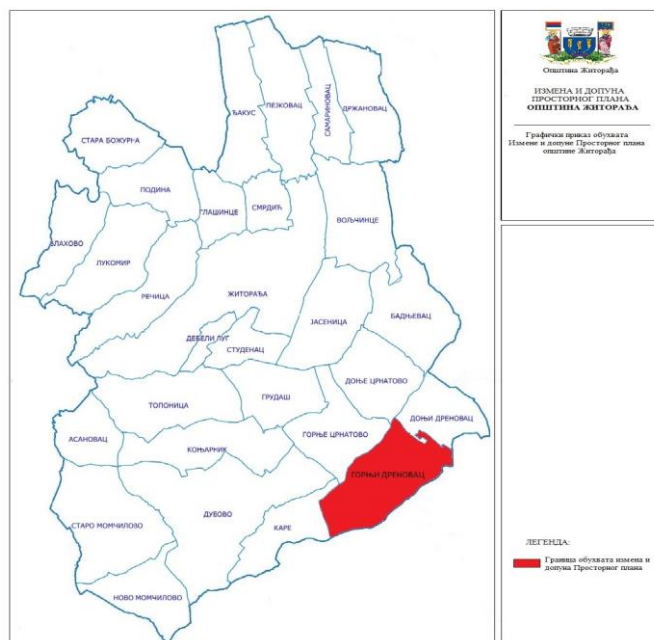 ЂАКУС
ПЕЈКОВАЦ
САМАРИНОВАЦ
ДРЖАНОВАЦ
СТАРА БОЖУРНА
ПОДИНА
ГЛАШИНЦЕ
СМРДИЋ
ВОЉЧИНЦЕ
ВЛАХОВО
ЛУКОМИР
РЕЧИЦА
ЖИТОРАЂА
ЈАСЕНИЦА
БАДЊЕВАЦ
ДЕБЕЛИ ЛУГ
СТУДЕНАЦ
ДОЊЕ ЦРНАТОВО
ТОПОНИЦА
ГРУДАШ
ДОЊИ ДРЕНОВАЦ
АСАНОВАЦ
КОЊАРНИК
ГОРЊЕ ЦРНАТОВО
ГОРЊИ ДРЕНОВАЦ
СТАРО МОМЧИЛОВО
ДУБОВО
КАРЕ
НОВО МОМЧИЛОВО
Општина Житорађа
ИЗМЕНА И ДОПУНА
ПРОСТОРНОГ ПЛАНА
ОПШТИНА ЖИТОРАЂА
Графички приказ обухвата
Измене и допуне Просторног плана
општине Житорађа
ЛЕГЕНДА:
Граница обухвата измена и
допуна Просторног плана